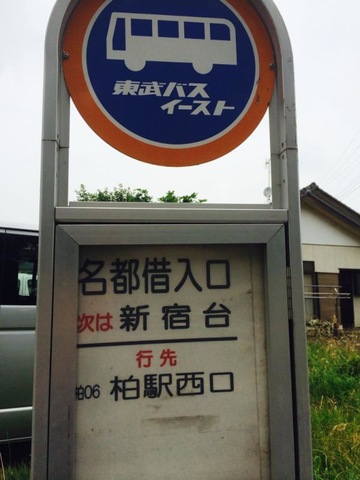 東武バス
イースト
名都借入口
次は 新宿台
行先
柏06 柏駅西口